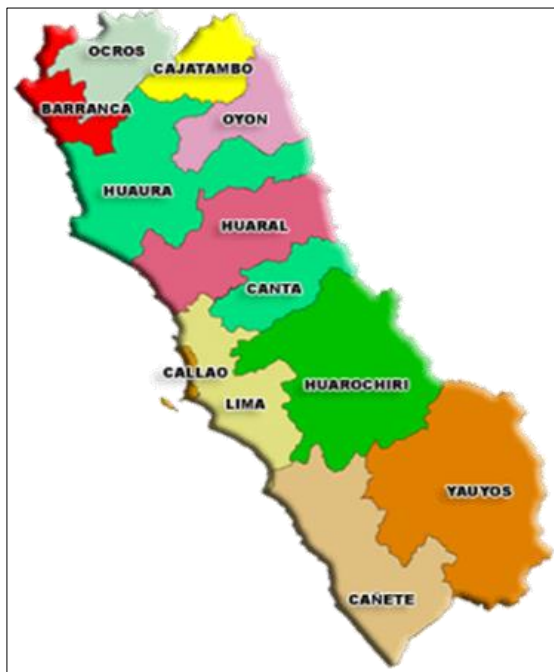 OCROS
CAJATAMBO
BARRANCA
OYON
HUAURA
HUARAL
CANTA
CALLAO
HUAROCHIRI
LIMA
YAUYOS
CAÑETE